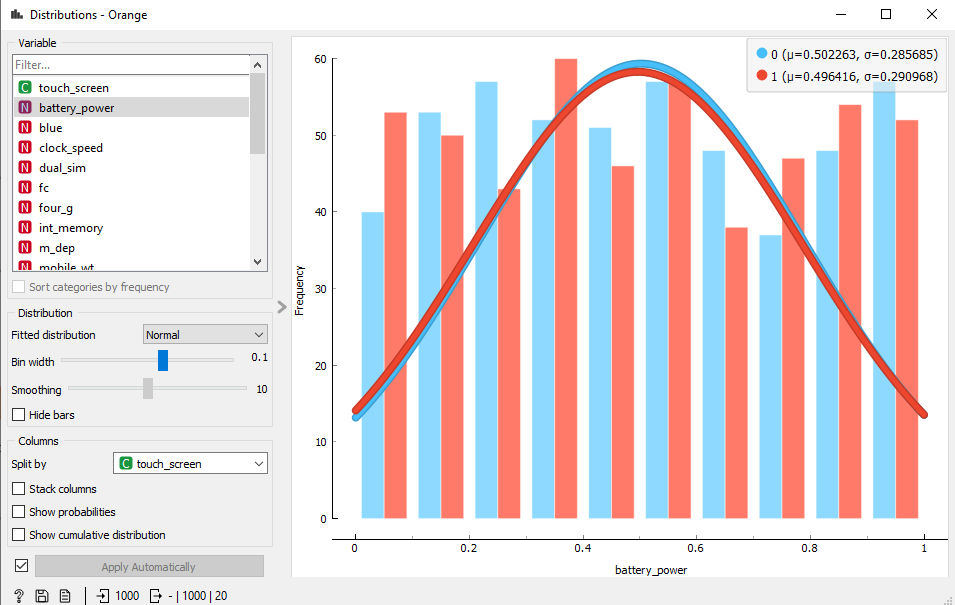 Distributions - Orange
Variable
Filter...
C touch_screen
N battery_power
N blue
N clock_speed
N dual_sim
N fc
N four_g
N int_memory
N m_dep
N mobile_wt
Sort categories by frequency
Distribution
Fitted distribution Normal
Bin width 0.1
Smoothing 10
Hide bars
Columns
Split by C touch_screen
Stack columns
Show probabilities
Show cumulative distribution
Apply Automatically
? 1000 - | 1000 | 20
0 (μ=0.502263, σ=0.285685)
1 (μ=0.496416, σ=0.290968)
Frequency
60
50
40
30
20
10
0
0 0.2 0.4 0.6 0.8 1
battery_power